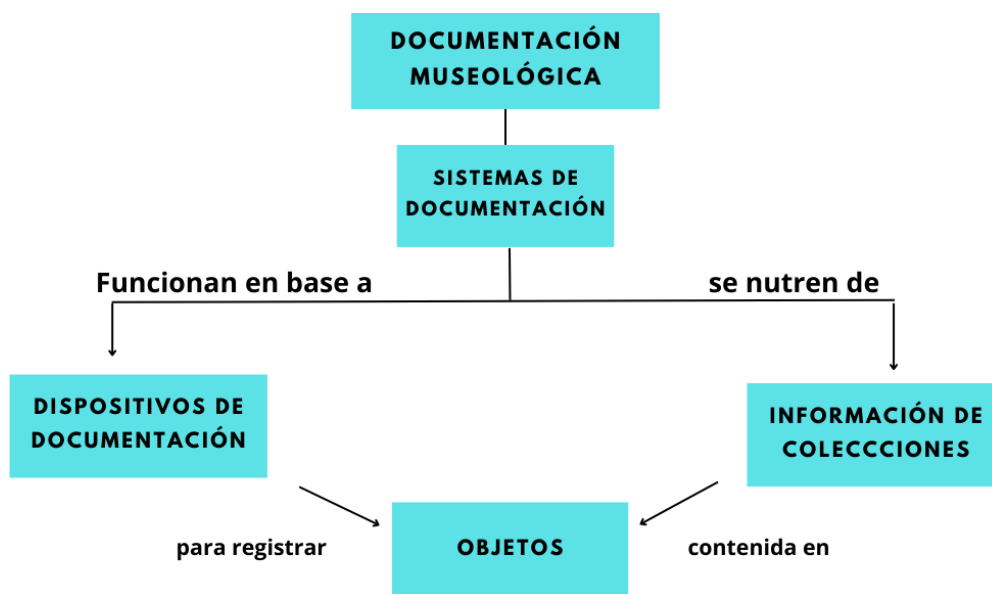 DOCUMENTACIÓN
MUSEOLÓGICA
SISTEMAS DE
DOCUMENTACIÓN
Funcionan en base a
se nutren de
DISPOSITIVOS DE
DOCUMENTACIÓN
INFORMACIÓN DE
COLECCCIONES
para registrar
OBJETOS
contenida en